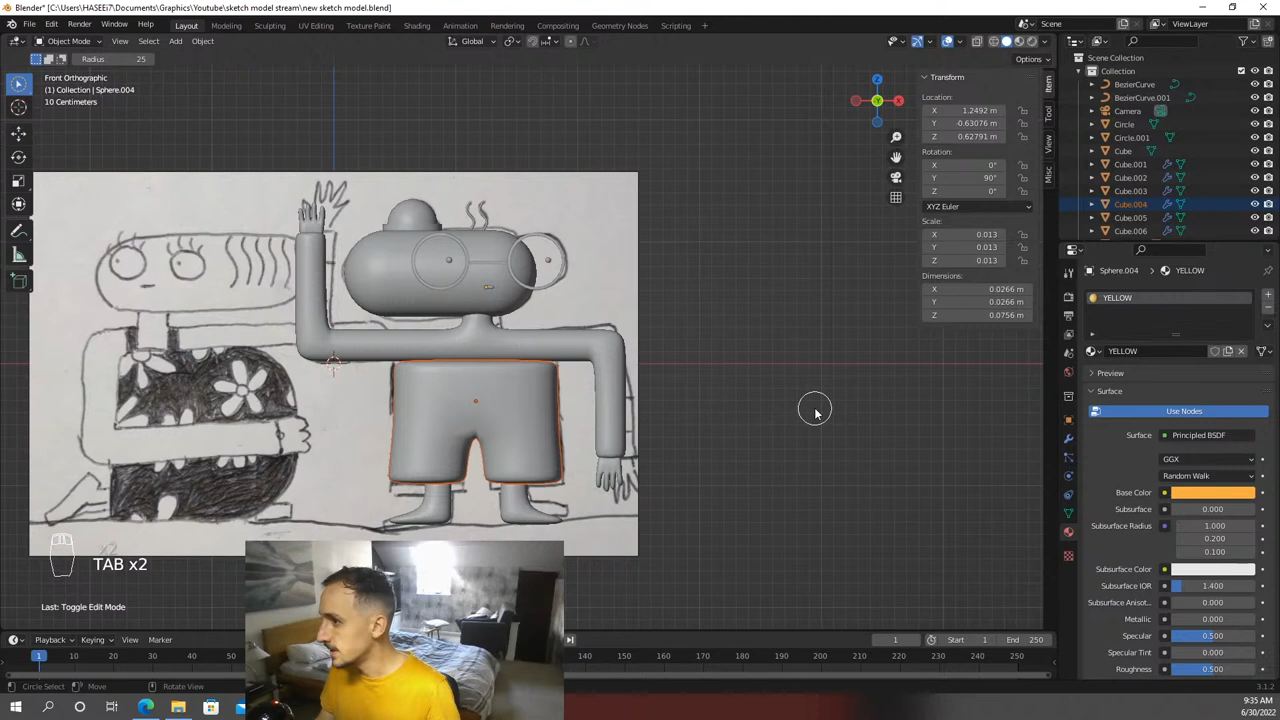 Blender* [C:\Users\HASEEi7\Documents\Graphics\Youtube\sketch model stream\new sketch model.blend]
File Edit Render Window Help Layout Modeling Sculpting UV Editing Texture Paint Shading Animation Rendering Compositing Geometry Nodes Scripting + Scene ViewLayer
Object Mode View Select Add Object Global
Radius 25 Options
Front Orthographic
(1) Collection | Sphere.004
10 Centimeters
Z
Y
X
Transform
Location:
X 1.2492 m
Y -0.63076 m
Z 0.62791 m
Rotation:
X 0°
Y 90°
Z 0°
XYZ Euler
Scale:
X 0.013
Y 0.013
Z 0.013
Dimensions:
X 0.0266 m
Y 0.0266 m
Z 0.0756 m
Item
Tool
View
Misc
Scene Collection
Collection
BezierCurve
BezierCurve.001
Camera
Circle
Circle.001
Cube
Cube.001
Cube.002
Cube.003
Cube.004
Cube.005
Cube.006
Sphere.004 YELLOW
YELLOW
YELLOW
Preview
Surface
Use Nodes
Surface Principled BSDF
GGX
Random Walk
Base Color
Subsurface 0.000
Subsurface Radius 1.000
0.200
0.100
Subsurface Color
Subsurface IOR 1.400
Subsurface Anisot... 0.000
Metallic 0.000
Specular 0.500
Specular Tint 0.000
Roughness 0.500
TAB x2
Last: Toggle Edit Mode
Playback Keying View Marker 1 Start 1 End 250
1 10 20 30 40 50 140 150 160 170 180 190 200 210 220 230 240 250
Circle Select Move Rotate View 3.1.2
9:35 AM
6/30/2022